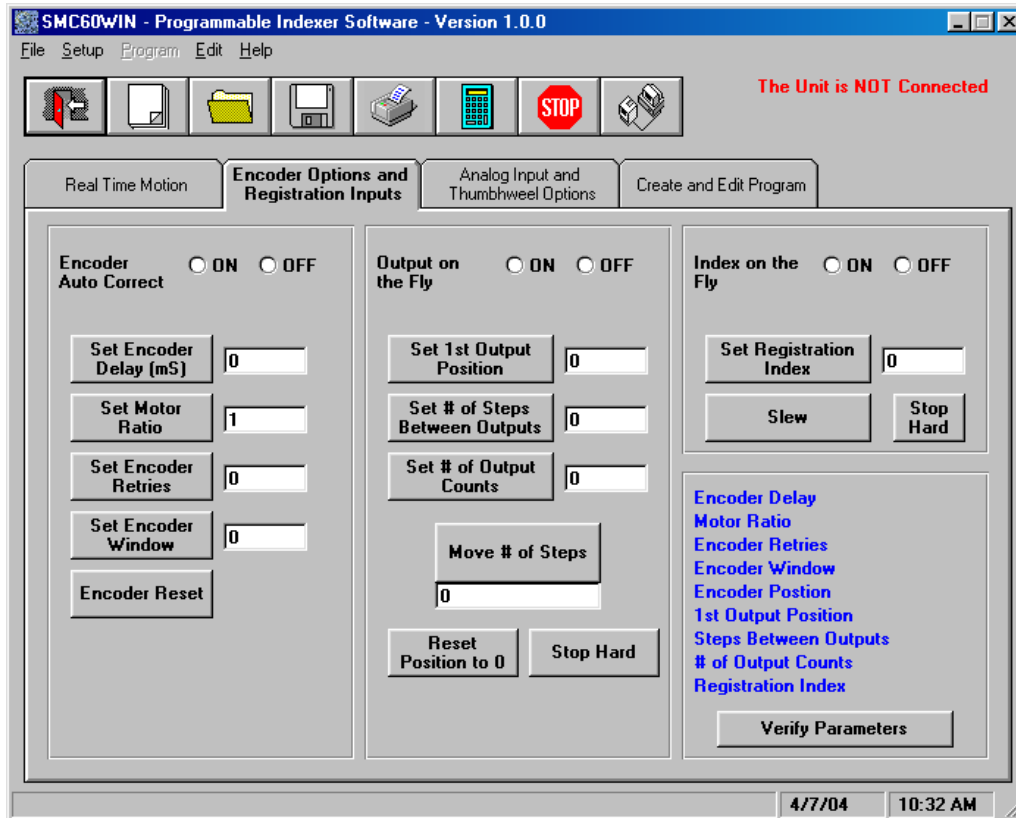 SMC60WIN - Programmable Indexer Software - Version 1.0.0
File Setup Program Edit Help
STOP
The Unit is NOT Connected
Real Time Motion
Encoder Options and
Registration Inputs
Analog Input and
Thumbhweel Options
Create and Edit Program
Encoder
Auto Correct
ON OFF
Set Encoder
Delay (mS)
0
Set Motor
Ratio
1
Set Encoder
Retries
0
Set Encoder
Window
0
Encoder Reset
Output on
the Fly
ON OFF
Set 1st Output
Position
0
Set # of Steps
Between Outputs
0
Set # of Output
Counts
0
Move # of Steps
0
Reset
Position to 0
Stop Hard
Index on the
Fly
ON OFF
Set Registration
Index
0
Slew
Stop
Hard
Encoder Delay
Motor Ratio
Encoder Retries
Encoder Window
Encoder Postion
1st Output Postion
Steps Between Outputs
# of Output Counts
Registration Index
Verify Parameters
4/7/04
10:32 AM